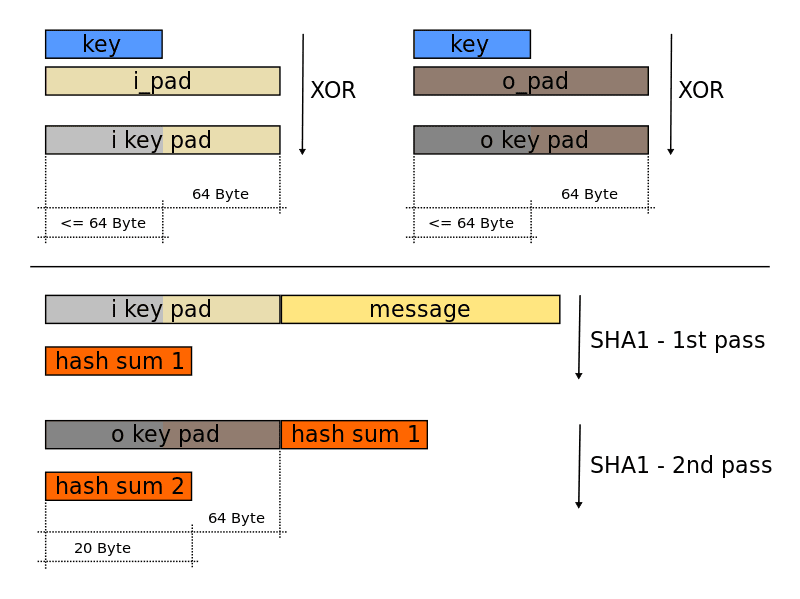 key
i_pad
XOR
i key pad
64 Byte
<= 64 Byte
key
o_pad
XOR
o key pad
64 Byte
<= 64 Byte
i key pad message
SHA1 - 1st pass
hash sum 1
o key pad hash sum 1
SHA1 - 2nd pass
hash sum 2
64 Byte
20 Byte